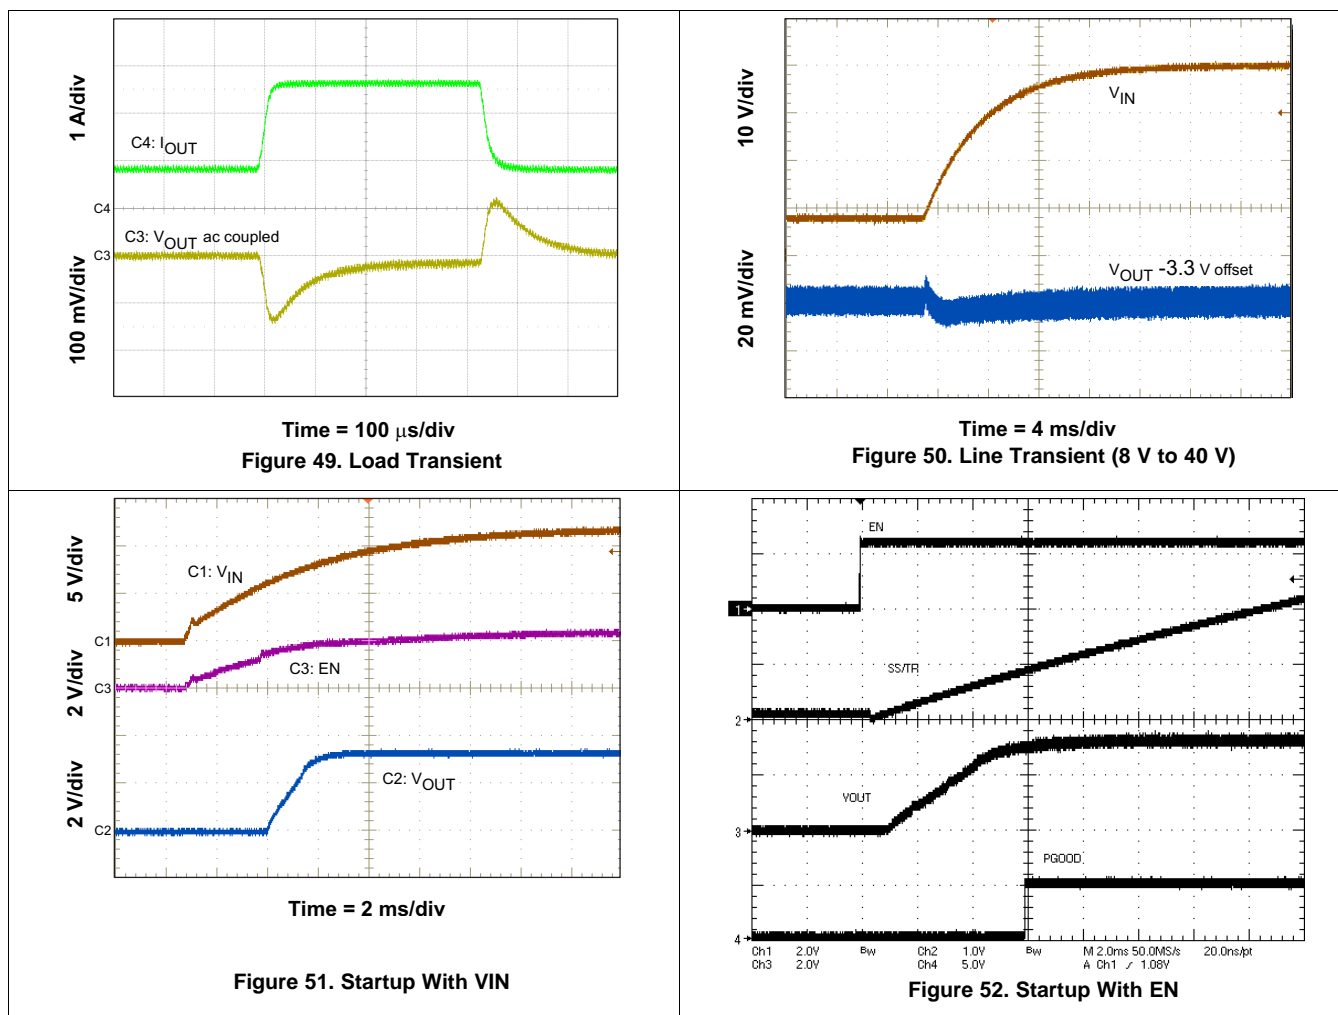 1 A/div
C4: IOUT
C4
C3: VOUT ac coupled
C3
100 mV/div
Time = 100 μs/div
Figure 49. Load Transient
10 V/div
VIN
VOUT -3.3 V offset
20 mV/div
Time = 4 ms/div
Figure 50. Line Transient (8 V to 40 V)
5 V/div
C1: VIN
C1
C3: EN
2 V/div
C3
C2: VOUT
2 V/div
C2
Time = 2 ms/div
Figure 51. Startup With VIN
EN
1
SS/TR
2
VOUT
3
PGOOD
4
Ch1 2.0V BW Ch2 1.0V BW M 2.0ms 50.0MS/s 20.0ns/pt
Ch3 2.0V Ch4 5.0V A Ch1 ∕ 1.08V
Figure 52. Startup With EN